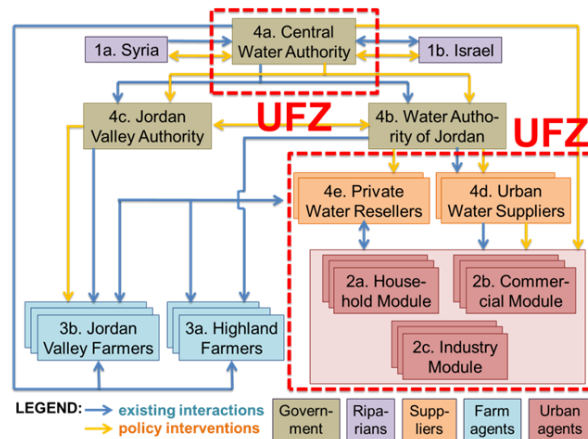 4a. Central
Water Authority
1a. Syria
1b. Israel
4c. Jordan
Valley Authority
UFZ
4b. Water Autho-
rity of Jordan
UFZ
4e. Private
Water Resellers
4d. Urban
Water Suppliers
2a. House-
hold Module
2b. Commer-
cial Module
3b. Jordan
Valley Farmers
3a. Highland
Farmers
2c. Industry
Module
LEGEND:
existing interactions
policy interventions
Govern-
ment
Ripa-
rians
Supp-
liers
Farm
agents
Urban
agents